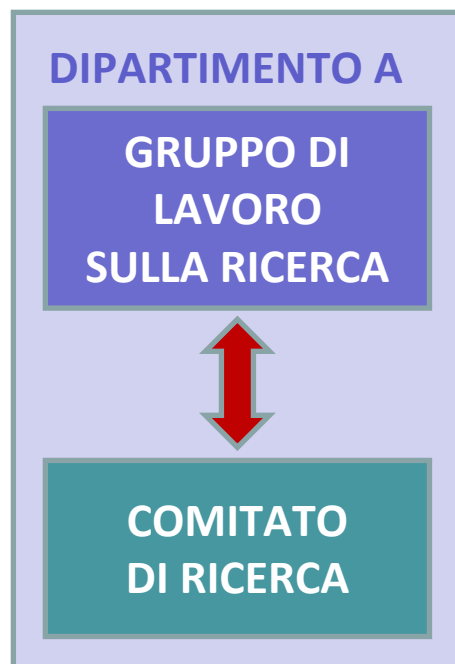 DIPARTIMENTO A
GRUPPO DI
LAVORO
SULLA RICERCA
COMITATO
DI RICERCA